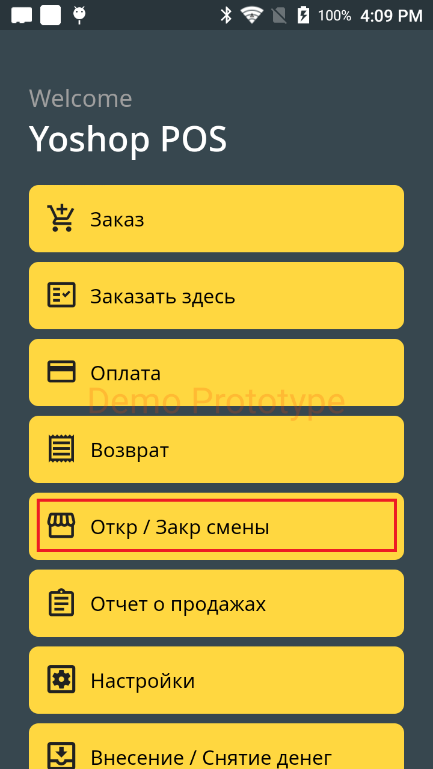 100% 4:09 PM
Welcome
Yoshop POS
Заказ
Заказать здесь
Оплата
Demo Prototype
Возврат
Откр / Закр смены
Отчет о продажах
Настройки
Внесение / Снятие денег